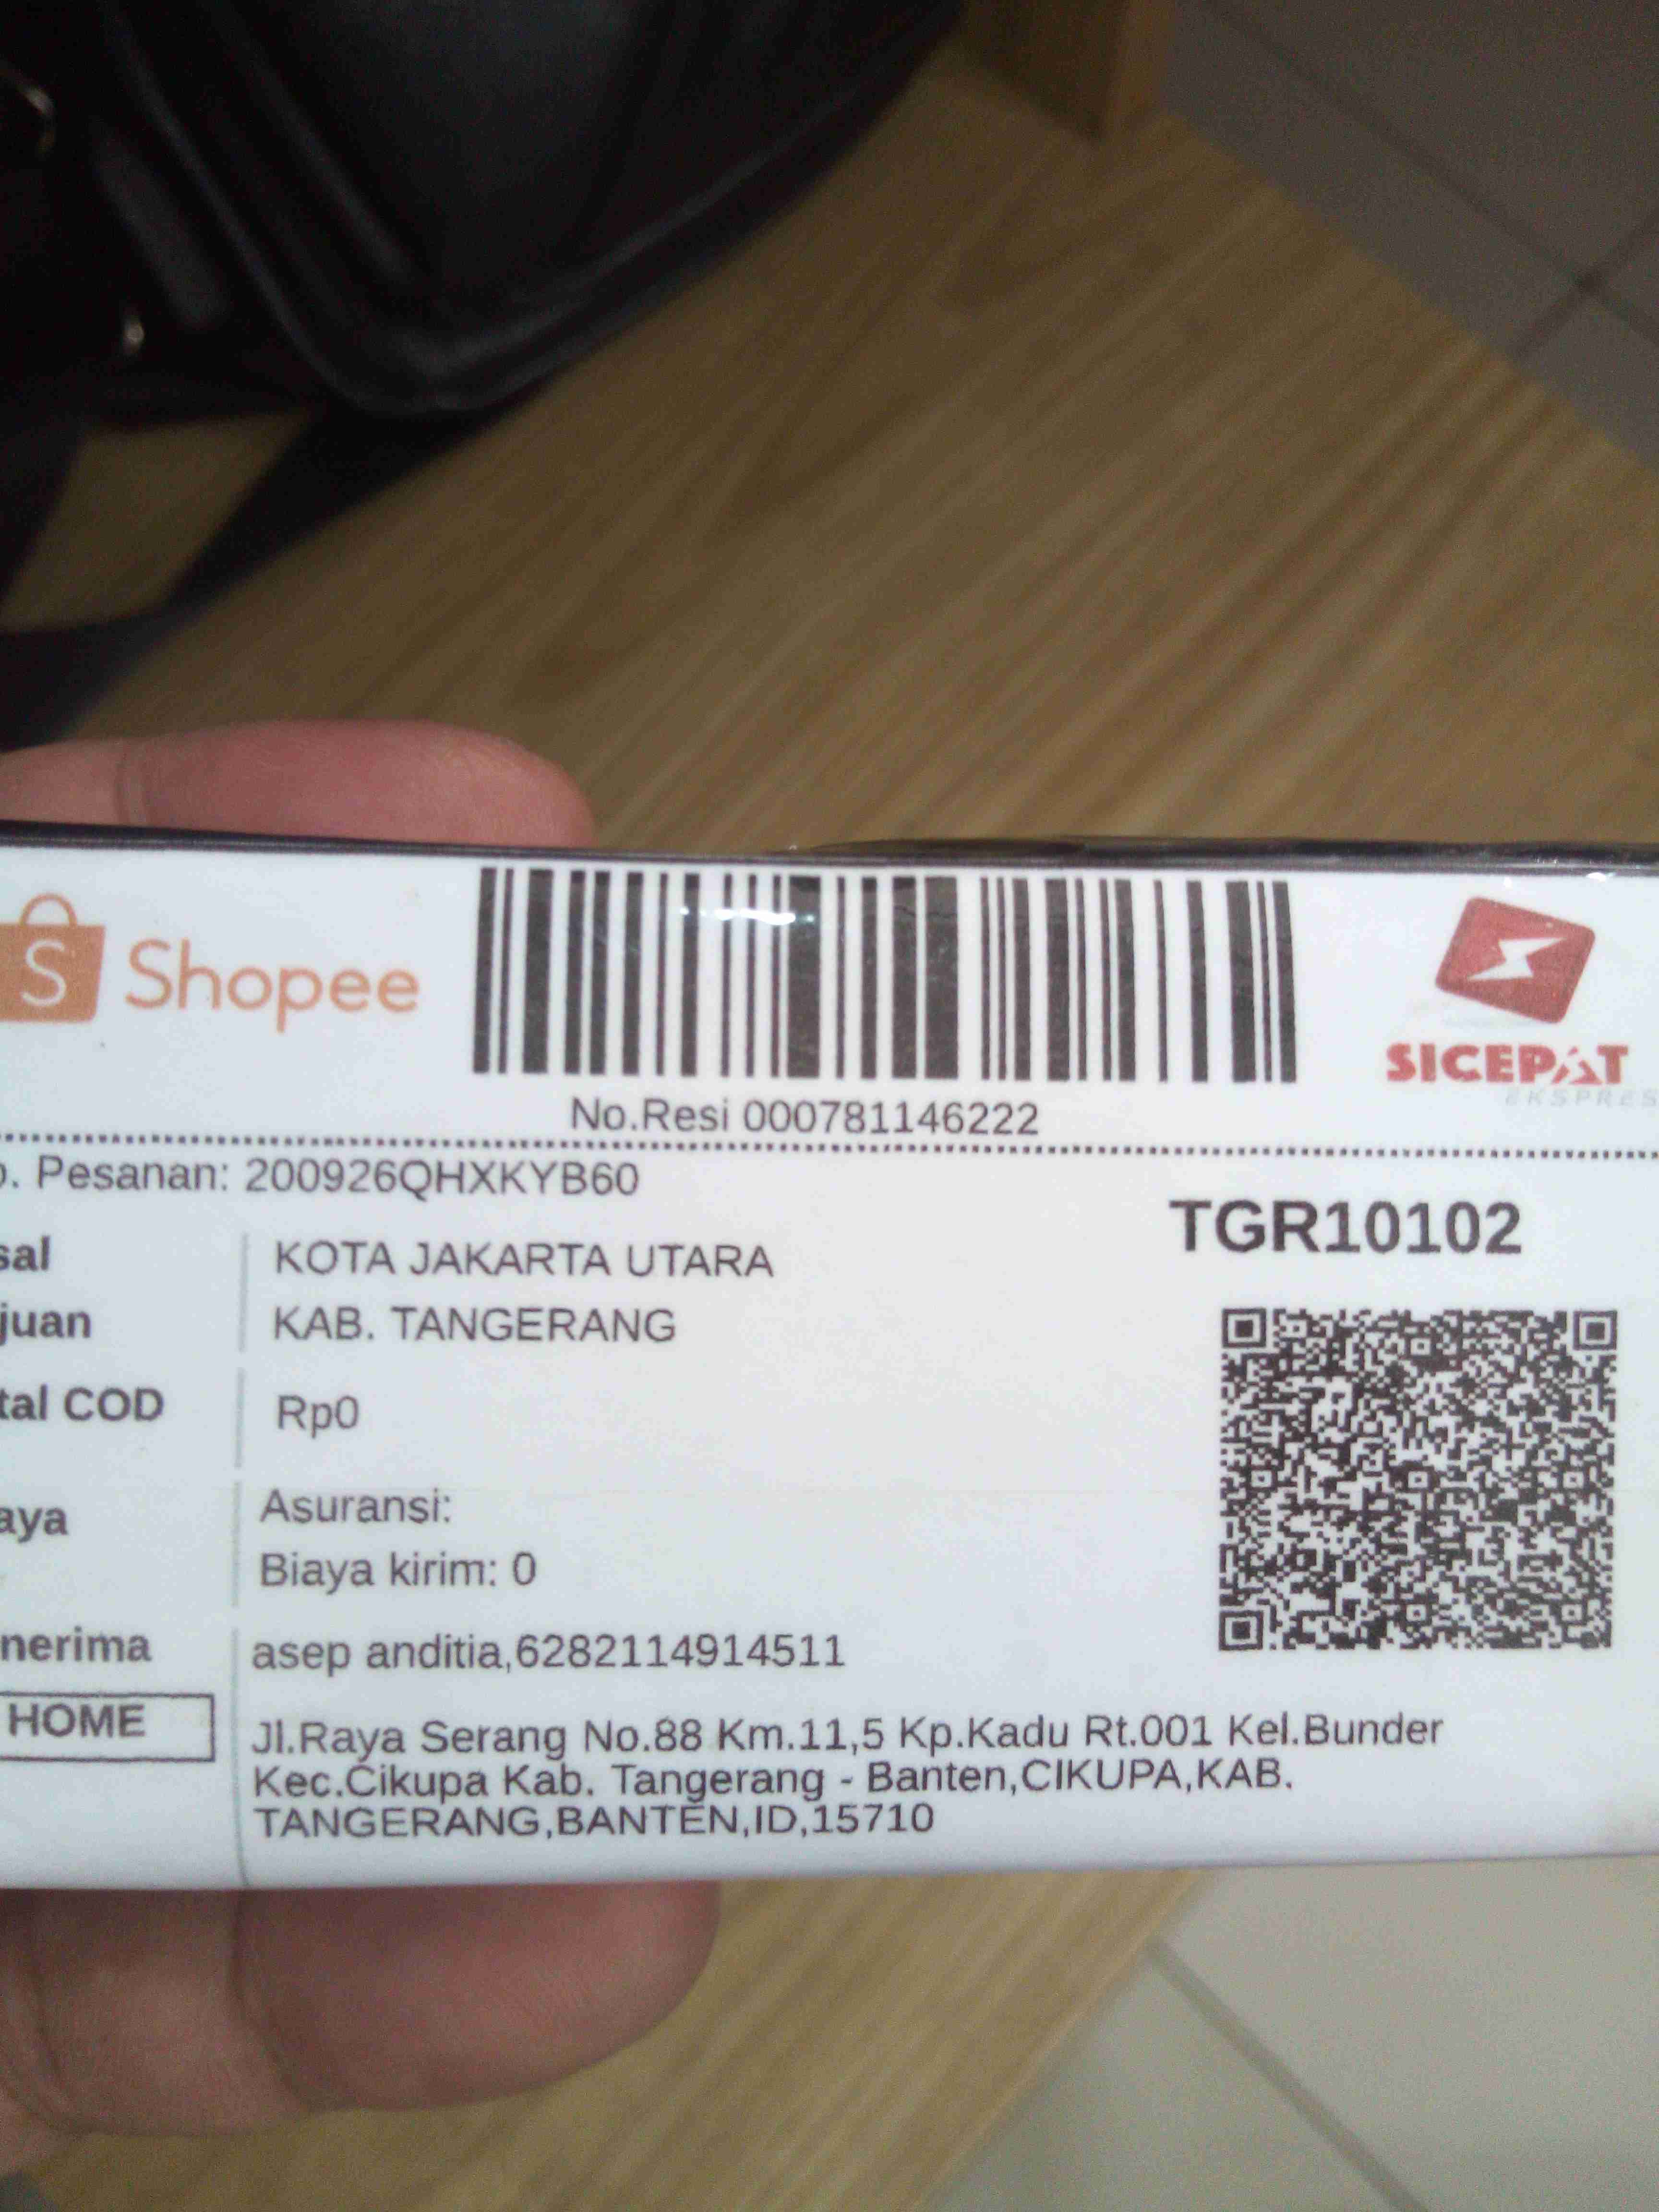 Shopee
SICEPAT
EKSPRES
No.Resi 000781146222
. Pesanan: 200926QHXKYB60
TGR10102
sal KOTA JAKARTA UTARA
juan KAB. TANGERANG
tal COD Rp0
aya Asuransi:
Biaya kirim: 0
nerima asep anditia,6282114914511
HOME Jl.Raya Serang No.88 Km.11,5 Kp.Kadu Rt.001 Kel.Bunder
Kec.Cikupa Kab. Tangerang - Banten,CIKUPA,KAB.
TANGERANG,BANTEN,ID,15710